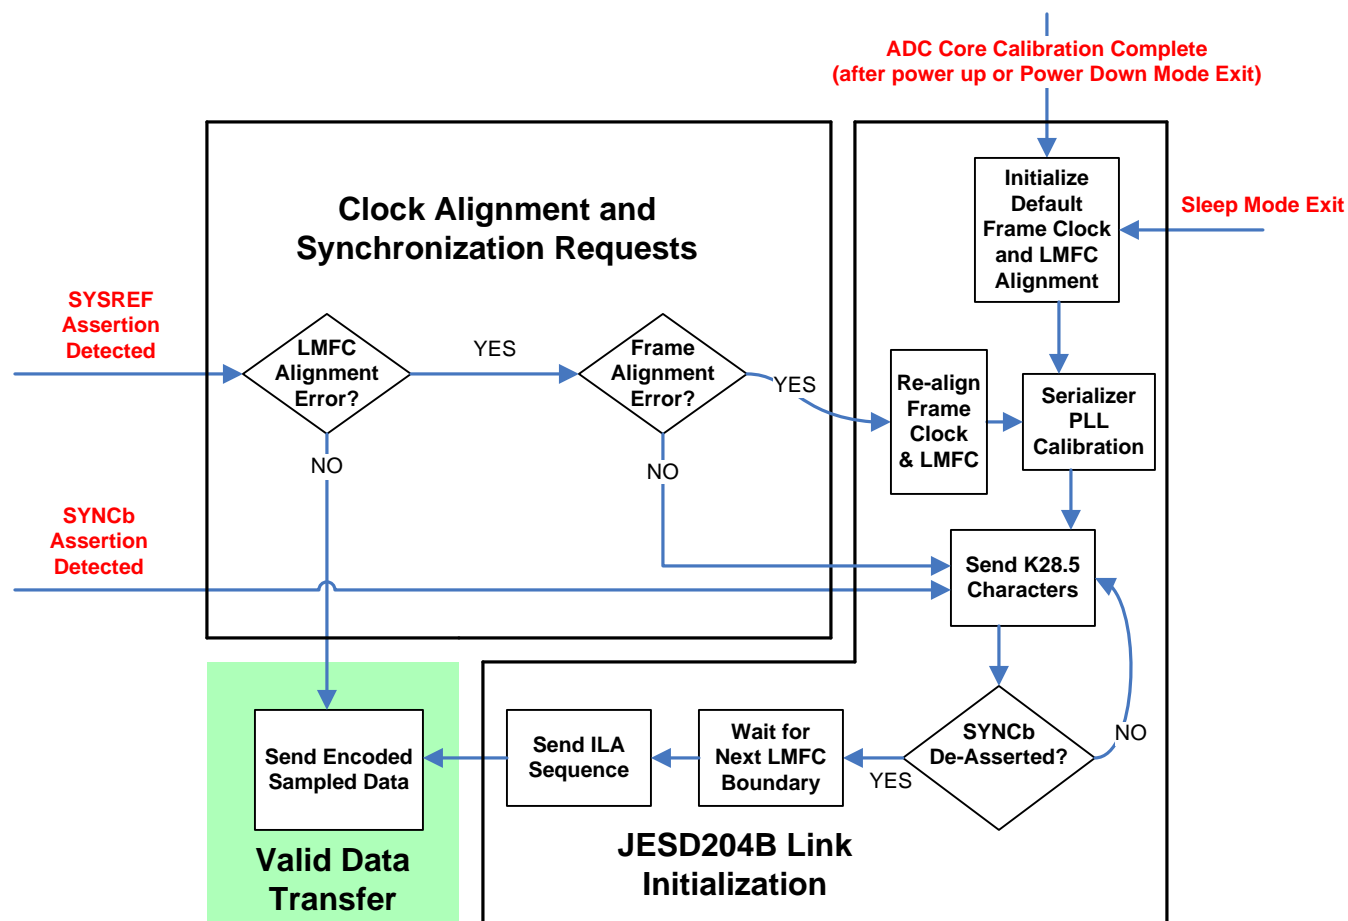 ADC Core Calibration Complete
(after power up or Power Down Mode Exit)
Clock Alignment and
Synchronization Requests
Initialize
Default
Frame Clock
and LMFC
Alignment
Sleep Mode Exit
SYSREF
Assertion
Detected
LMFC
Alignment
Error?
YES
Frame
Alignment
Error?
YES
Re-align
Frame
Clock
& LMFC
Serializer
PLL
Calibration
NO
NO
SYNCb
Assertion
Detected
Send K28.5
Characters
SYNCb
De-Asserted?
NO
YES
Wait for
Next LMFC
Boundary
Send ILA
Sequence
Send Encoded
Sampled Data
Valid Data
Transfer
JESD204B Link
Initialization